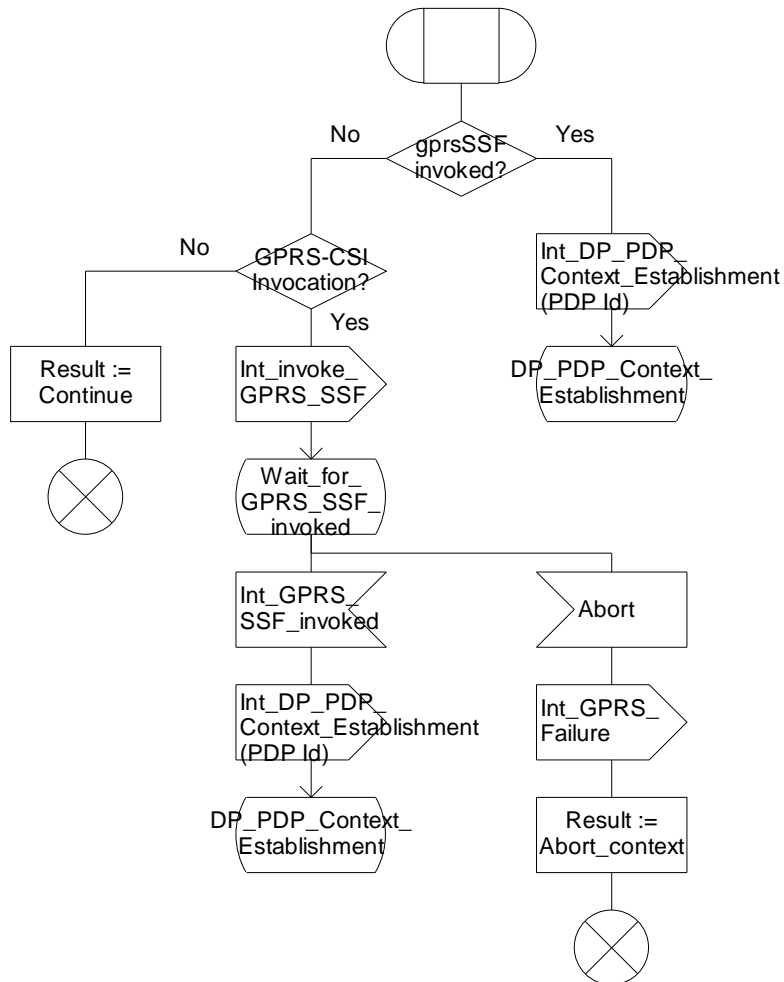 gprsSSF
invoked?
No
Yes
GPRS-CSI
Invocation?
No
Yes
Int_DP_PDP_
Context_Establishment
(PDP Id)
Result :=
Continue
Int_invoke_
GPRS_SSF
DP_PDP_Context_
Establishment
Wait_for_
GPRS_SSF_
invoked
Int_GPRS_
SSF_invoked
Abort
Int_DP_PDP_
Context_Establishment
(PDP Id)
Int_GPRS_
Failure
DP_PDP_Context_
Establishment
Result :=
Abort_context